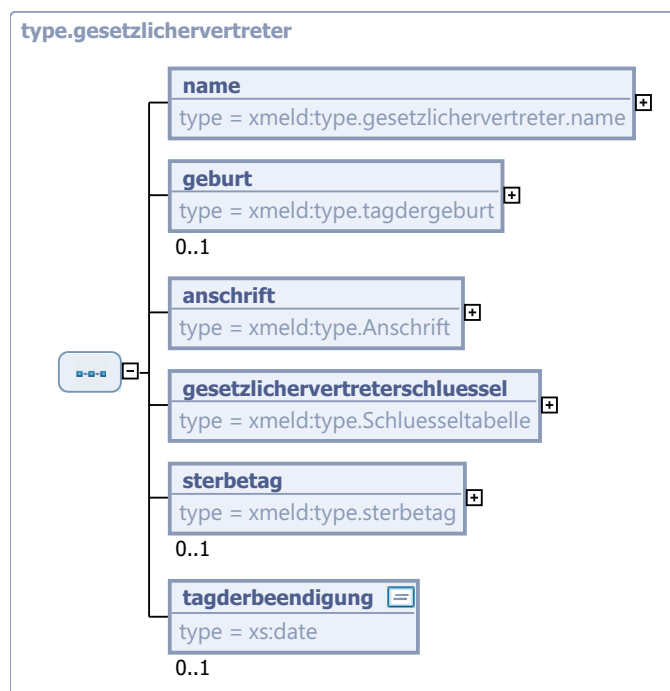 type.gesetzlichervertreter
name
type = xmeld:type.gesetzlichervertreter.name
geburt
type = xmeld:type.tagdergeburt
0..1
anschrift
type = xmeld:type.Anschrift
gesetzlichervertreterschluessel
type = xmeld:type.Schluesseltabelle
sterbetag
type = xmeld:type.sterbetag
0..1
tagderbeendigung
type = xs:date
0..1